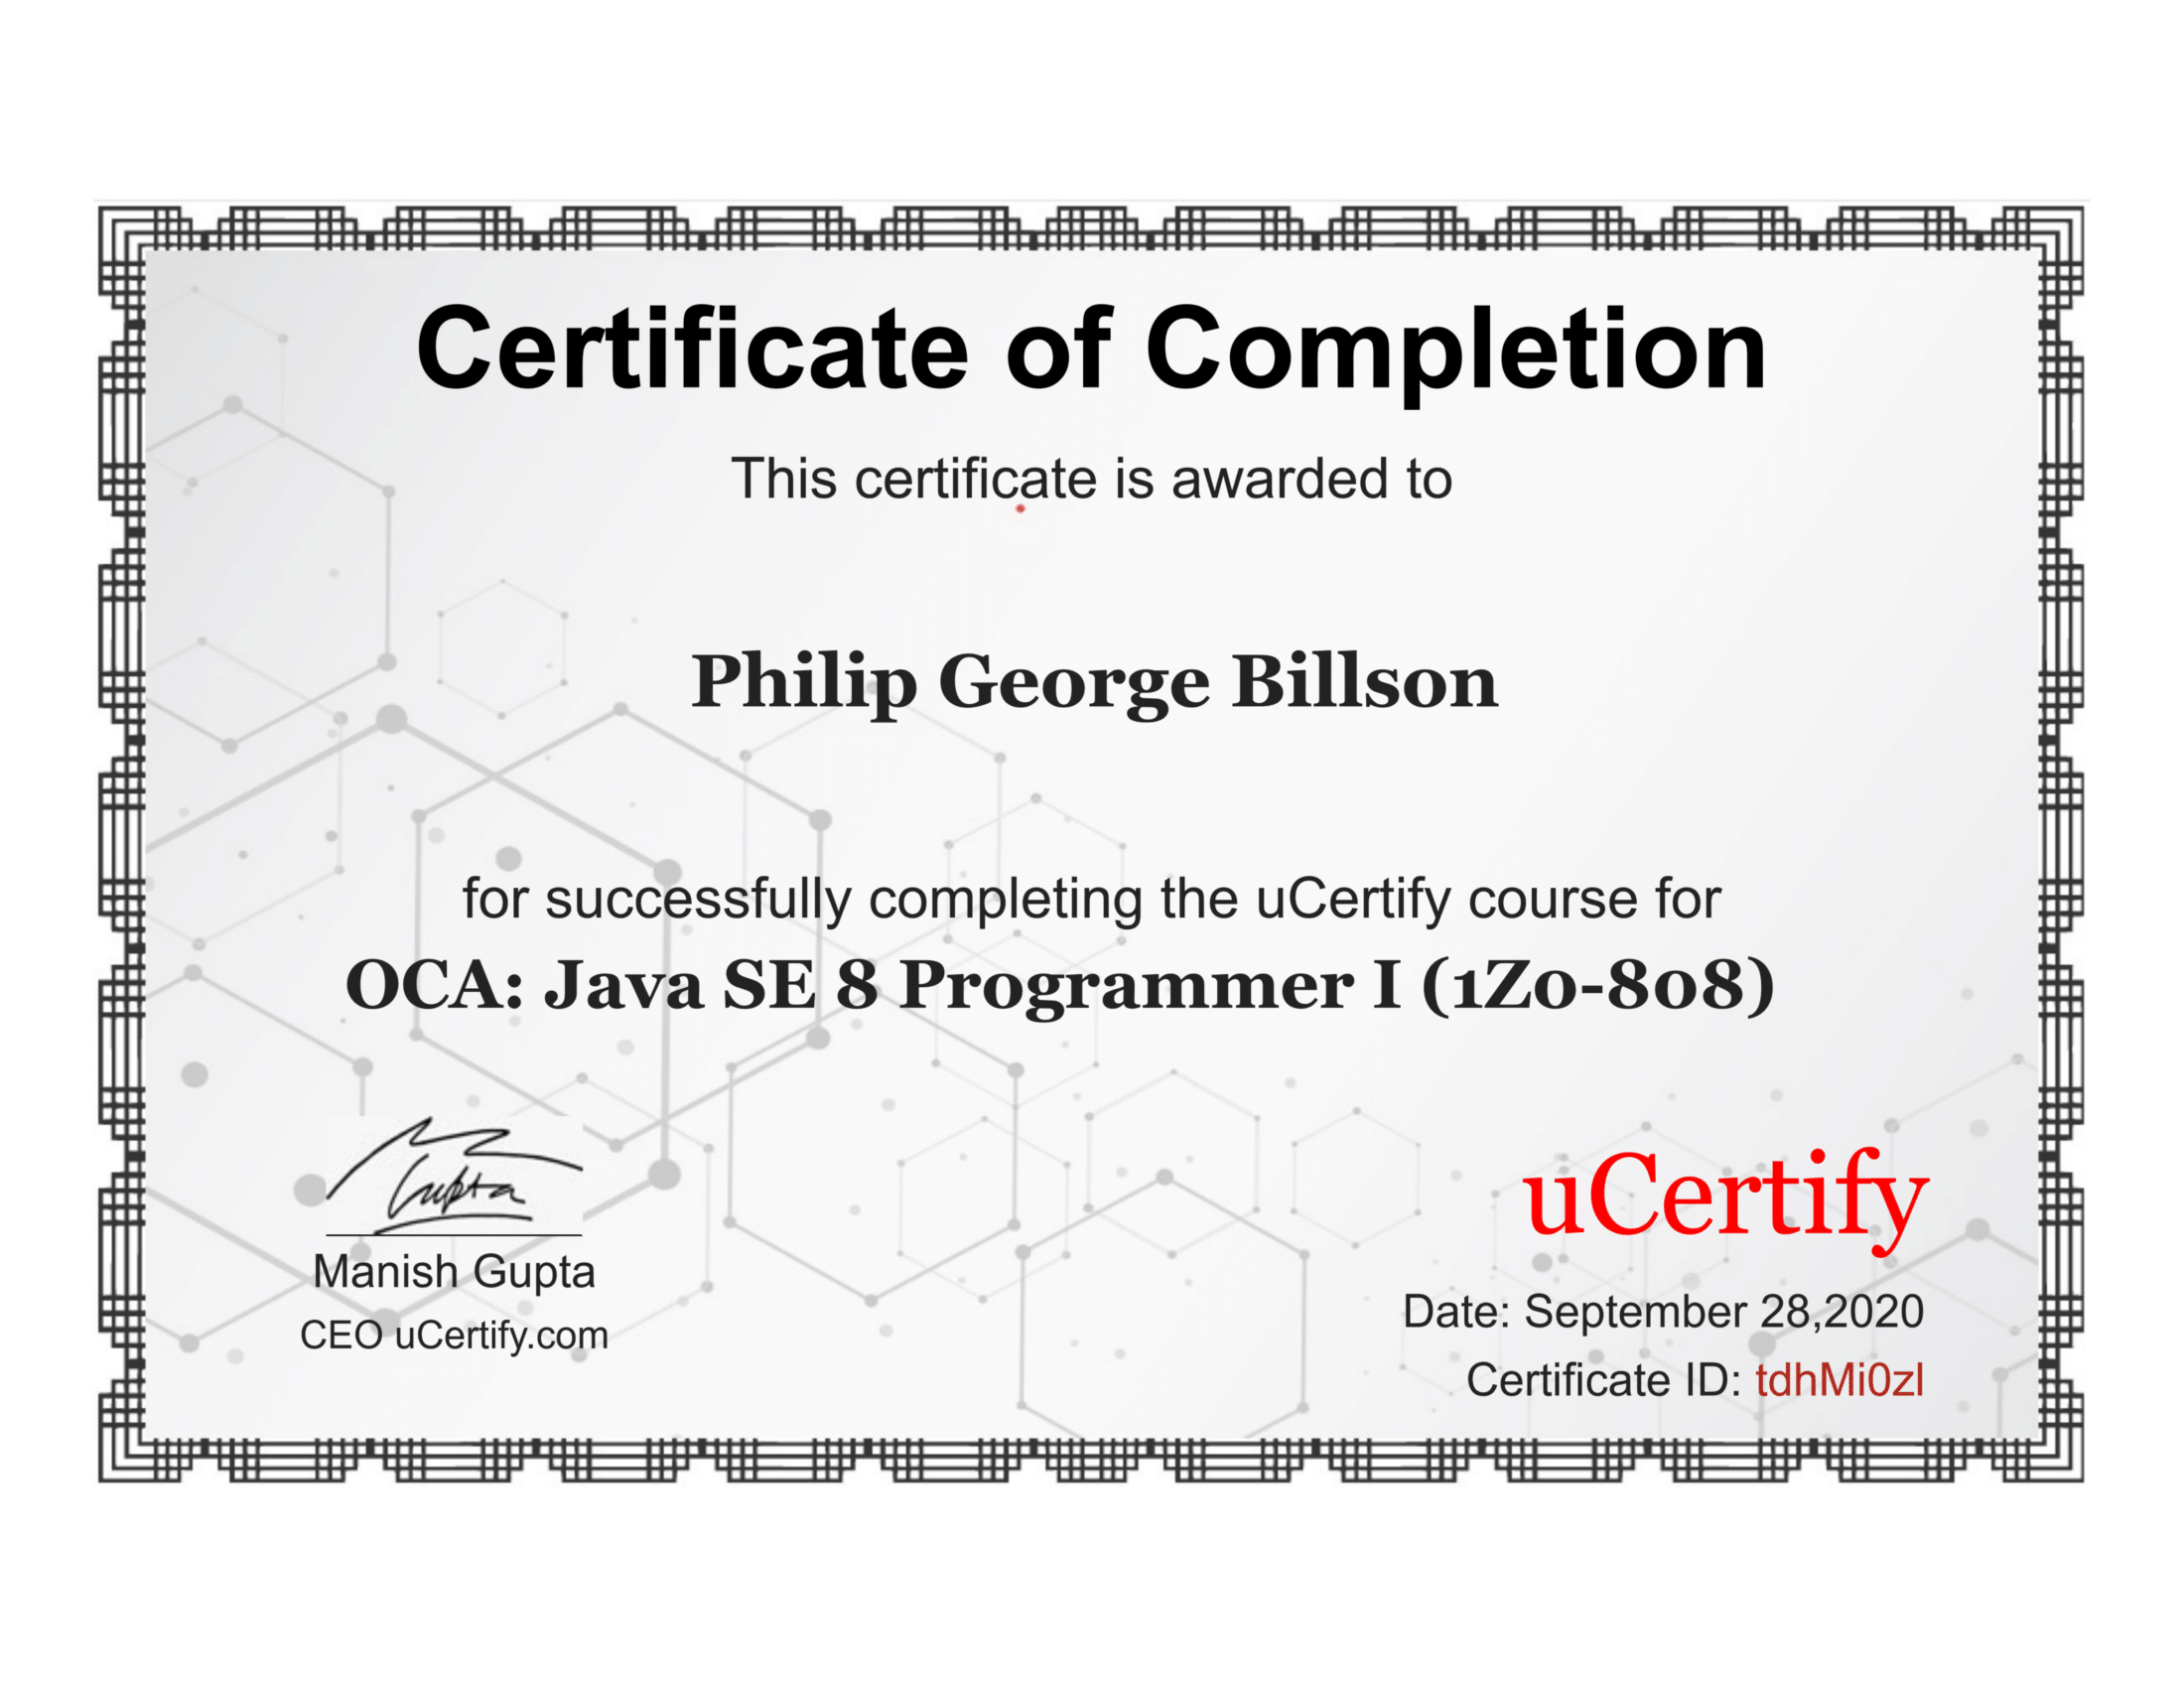 Certificate of Completion
This certificate is awarded to
Philip George Billson
for successfully completing the uCertify course for
OCA: Java SE 8 Programmer I (1Z0-808)
Gupta
Manish Gupta
CEO uCertify.com
uCertify
Date: September 28,2020
Certificate ID: tdhMi0zl